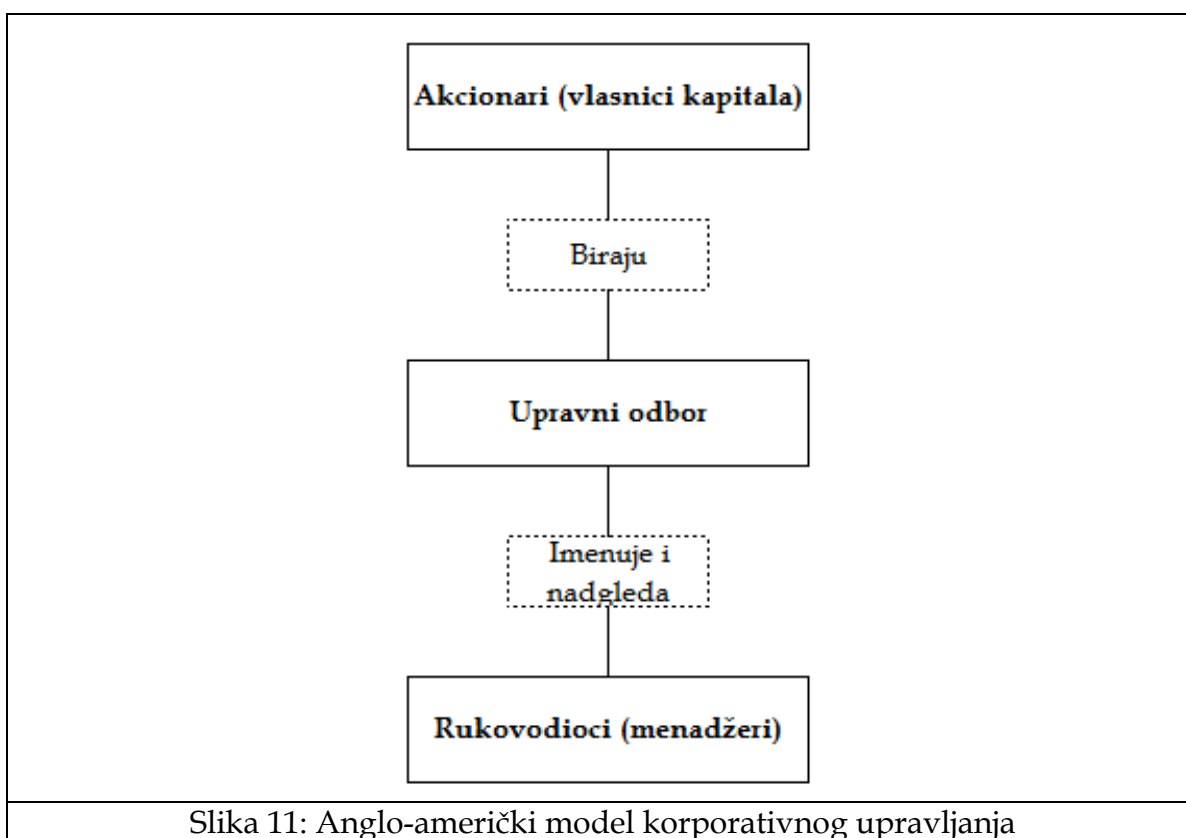 Akcionari (vlasnici kapitala)
Biraju
Upravni odbor
Imenuje i
nadgleda
Rukovodioci (menadžeri)
Slika 11: Anglo-američki model korporativnog upravljanja